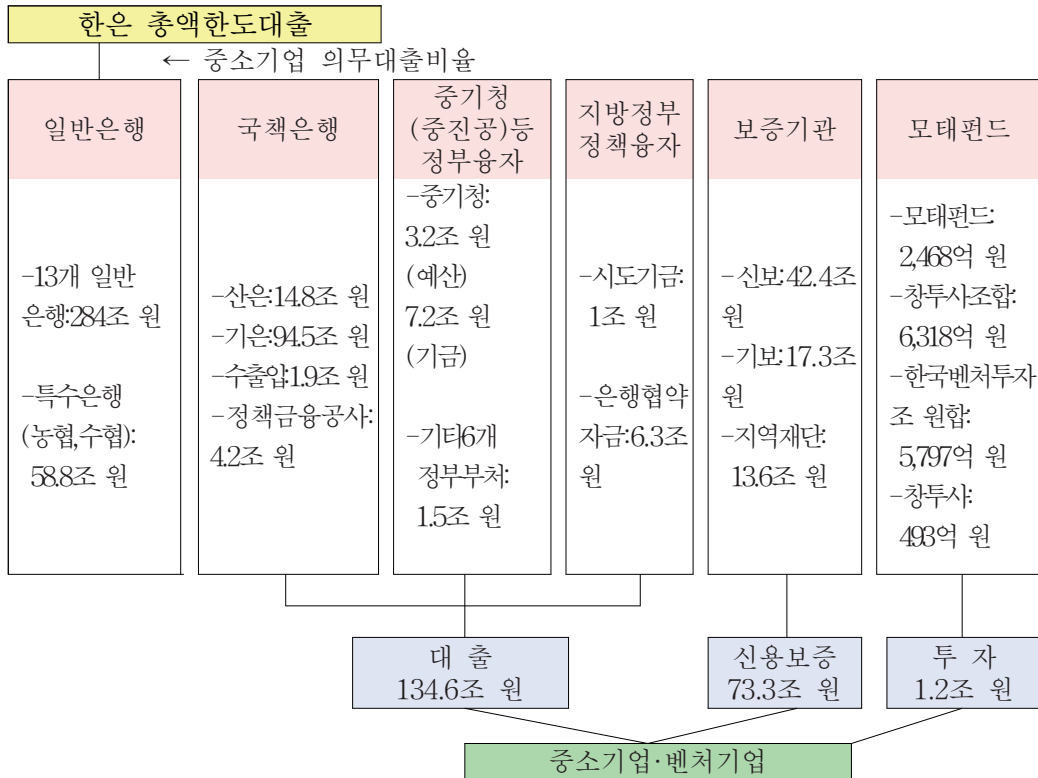 한은 총액한도대출
← 중소기업 의무대출비율
일반은행
-13개 일반
은행:284조 원
-특수은행
(농협,수협):
58.8조 원
국책은행
-산은:14.8조 원
-기은:94.5조 원
-수출입:1.9조 원
-정책금융공사:
4.2조 원
중기청
(중진공)등
정부융자
-중기청:
3.2조 원
(예산)
7.2조 원
(기금)
-기타6개
정부부처:
1.5조 원
지방정부
정책융자
-시도기금:
1조 원
-은행협약
자금:6.3조
원
보증기관
-신보:42.4조
원
-기보:17.3조
원
-지역재단:
13.6조 원
모태펀드
-모태펀드:
2,468억 원
-창투사조합:
6,318억 원
-한국벤처투자
조 원합:
5,797억 원
-창투사:
493억 원
대 출
134.6조 원
신용보증
73.3조 원
투 자
1.2조 원
중소기업·벤처기업